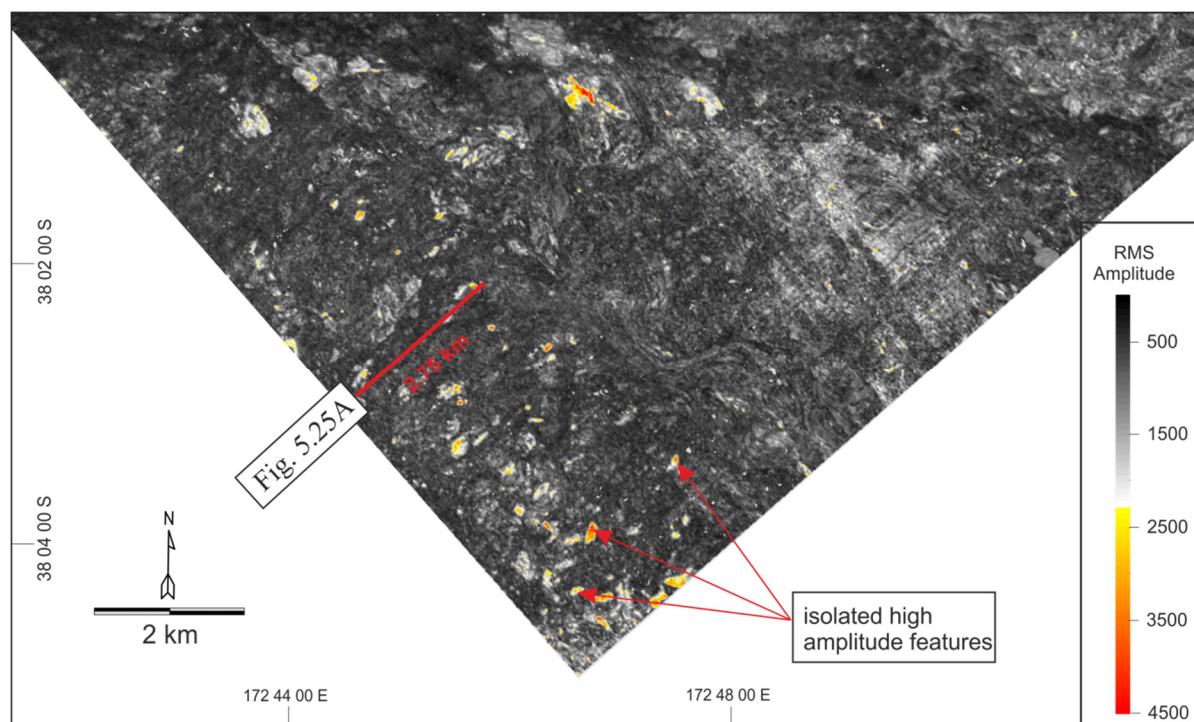 38 02 00 S
2.75 km
Fig. 5.25A
38 04 00 S
N
2 km
isolated high
amplitude features
172 44 00 E
172 48 00 E
RMS
Amplitude
500
1500
2500
3500
4500